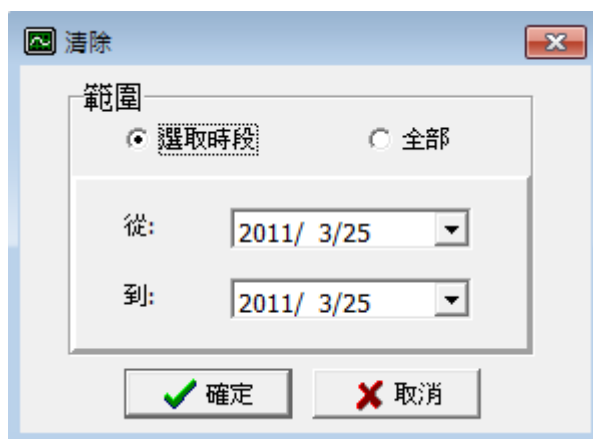 清除
範圍
選取時段 全部
從: 2011/ 3/25
到: 2011/ 3/25
確定 取消